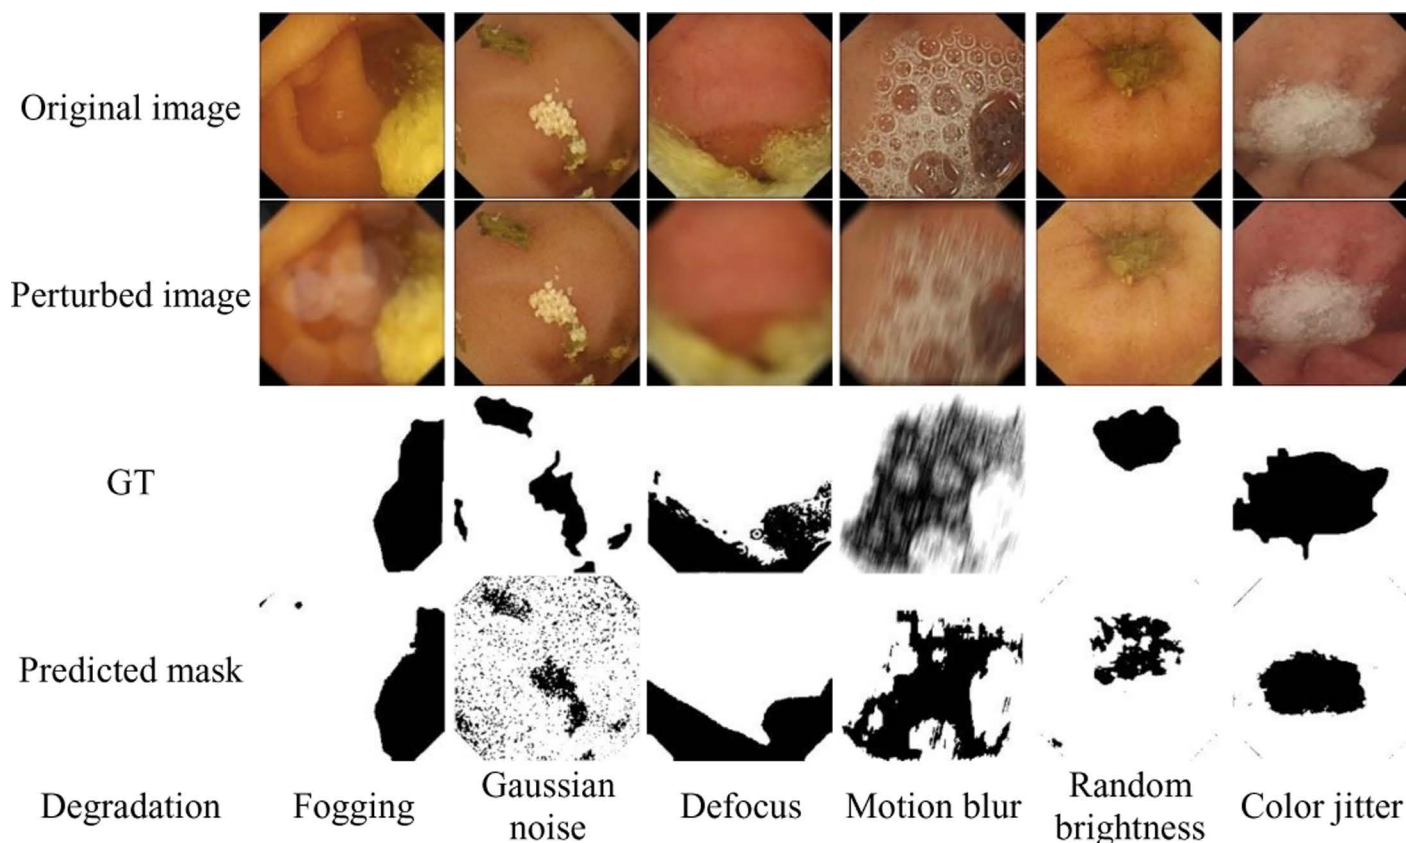 Original image
Perturbed image
GT
Predicted mask
Degradation
Fogging
Gaussian
noise
Defocus
Motion blur
Random
brightness
Color jitter